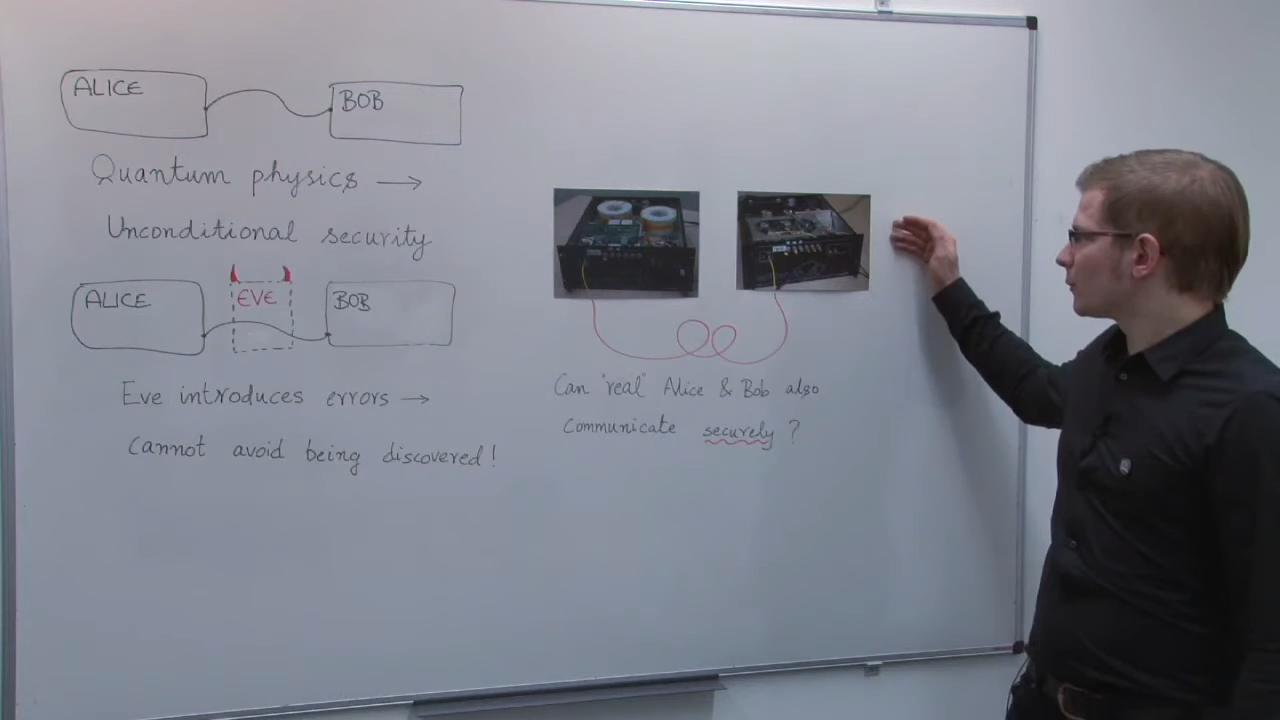 ALICE
BOB
Quantum physics →
Unconditional security
ALICE
EVE
BOB
Eve introduces errors →
cannot avoid being discovered!
Can "real" Alice & Bob also
communicate securely ?